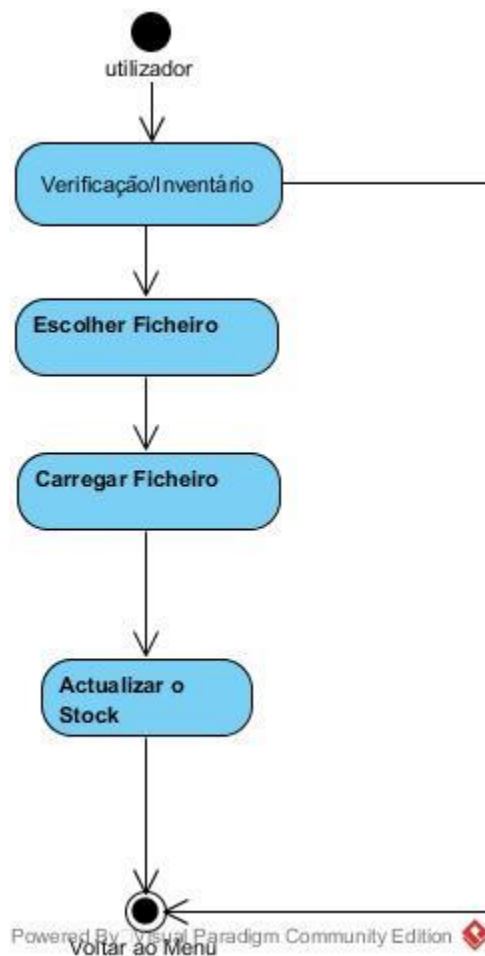 utilizador
Verificação/Inventário
Escolher Ficheiro
Carregar Ficheiro
Actualizar o
Stock
Powered By Visual Paradigm Community Edition
Voltar ao Menu